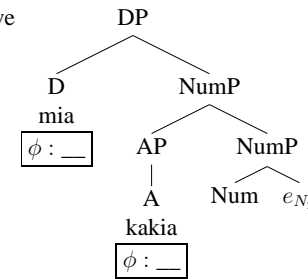 ve DP
D NumP
mia
φ : __ AP NumP
A Num e_N
kakia
φ : __